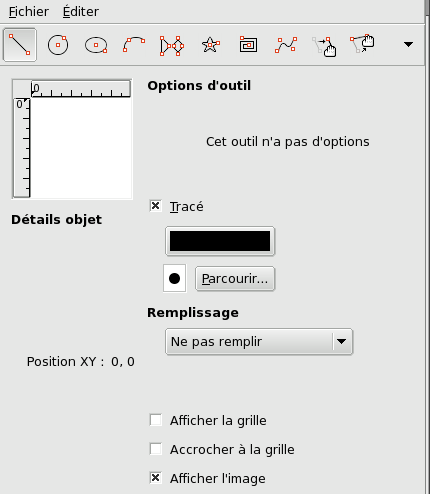 Fichier Éditer
Options d'outil
0
0
Cet outil n'a pas d'options
Tracé
Détails objet
Parcourir...
Remplissage
Ne pas remplir
Position XY : 0, 0
Afficher la grille
Accrocher à la grille
Afficher l'image